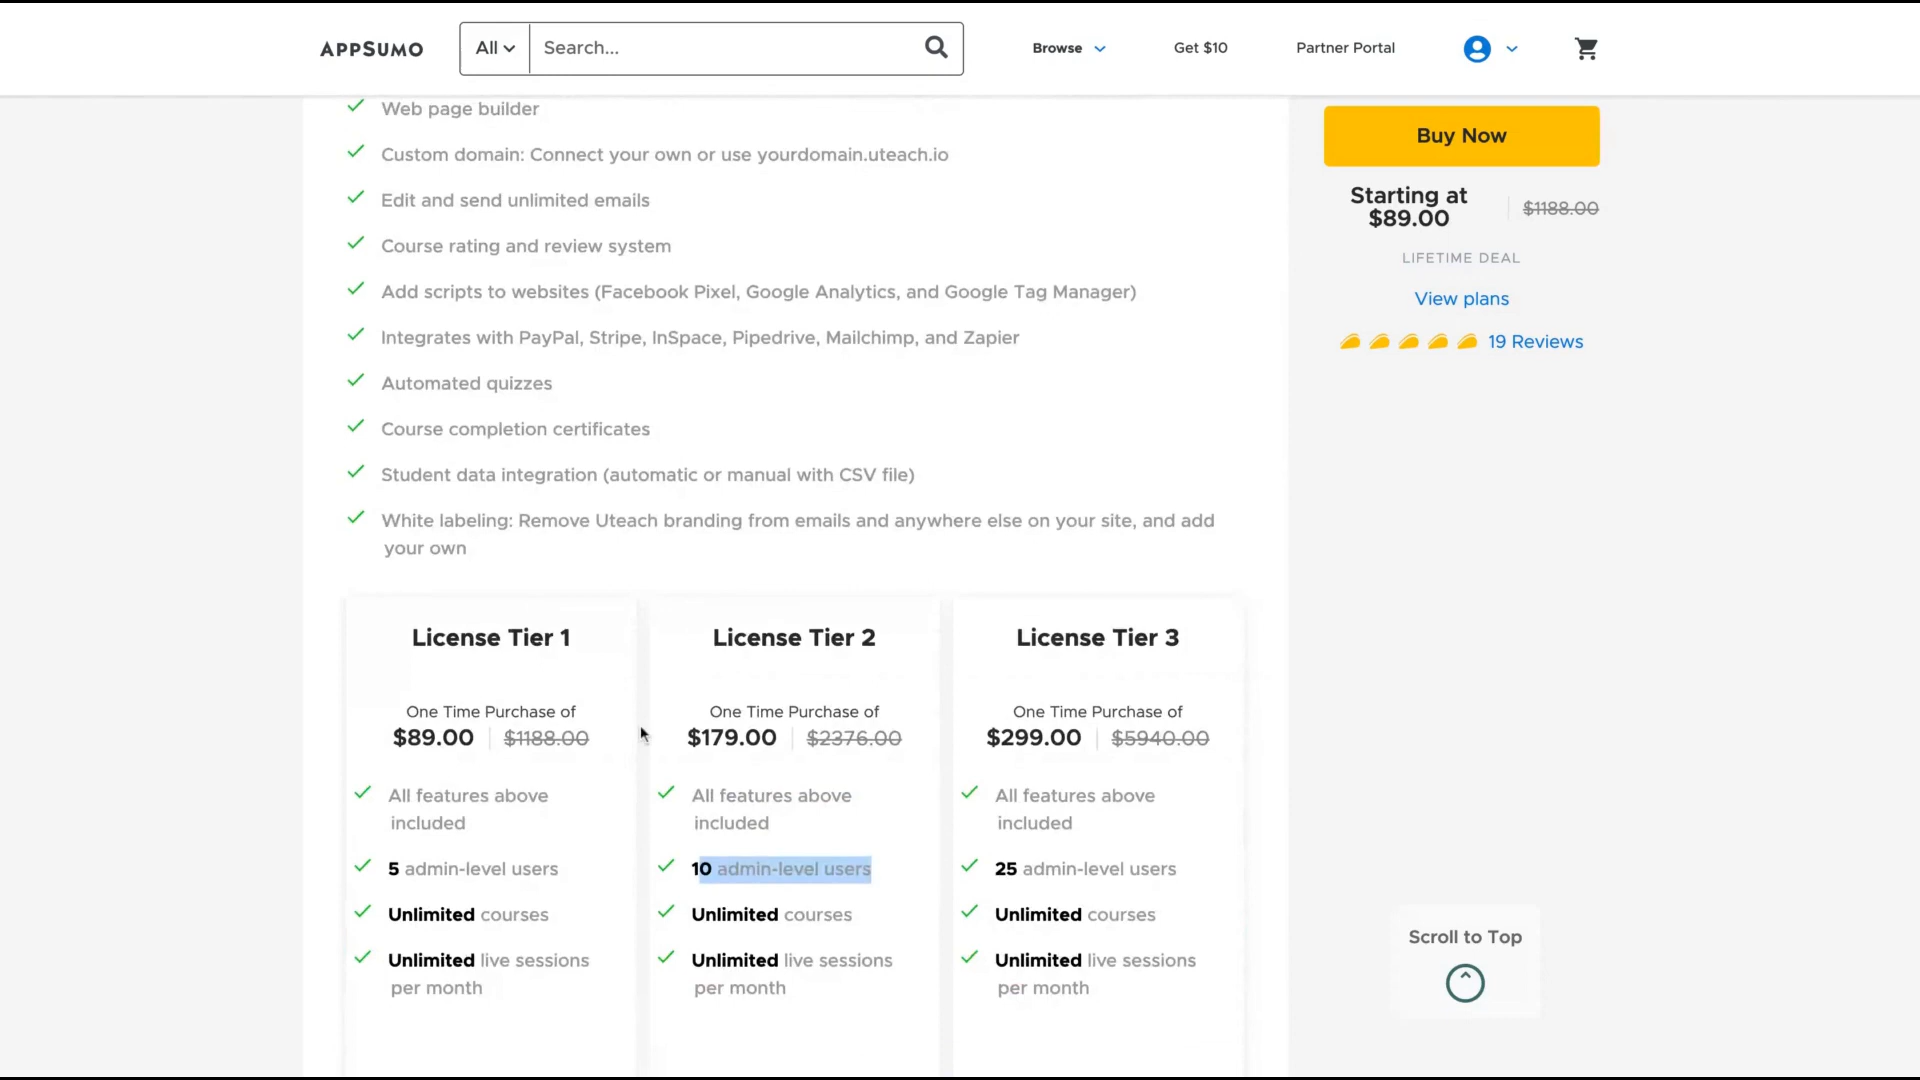 APPSUMO
All
Search...
Browse
Get $10
Partner Portal
Web page builder
Custom domain: Connect your own or use yourdomain.uteach.io
Edit and send unlimited emails
Course rating and review system
Add scripts to websites (Facebook Pixel, Google Analytics, and Google Tag Manager)
Integrates with PayPal, Stripe, InSpace, Pipedrive, Mailchimp, and Zapier
Automated quizzes
Course completion certificates
Student data integration (automatic or manual with CSV file)
White labeling: Remove Uteach branding from emails and anywhere else on your site, and add
your own
Buy Now
Starting at
$89.00
$1188.00
LIFETIME DEAL
View plans
19 Reviews
License Tier 1
One Time Purchase of
$89.00 $1188.00
All features above
included
5 admin-level users
Unlimited courses
Unlimited live sessions
per month
License Tier 2
One Time Purchase of
$179.00 $2376.00
All features above
included
10 admin-level users
Unlimited courses
Unlimited live sessions
per month
License Tier 3
One Time Purchase of
$299.00 $5940.00
All features above
included
25 admin-level users
Unlimited courses
Unlimited live sessions
per month
Scroll to Top